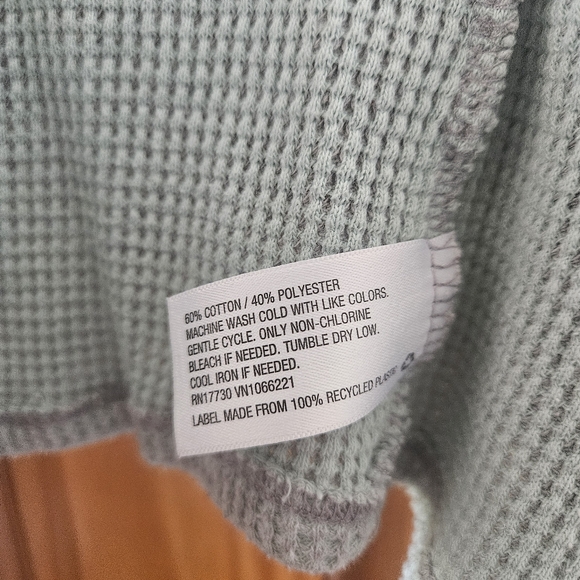 60% COTTON / 40% POLYESTER
MACHINE WASH COLD WITH LIKE COLORS.
GENTLE CYCLE. ONLY NON-CHLORINE
BLEACH IF NEEDED. TUMBLE DRY LOW.
COOL IRON IF NEEDED.
RN17730 VN1066221
LABEL MADE FROM 100% RECYCLED PLASTIC